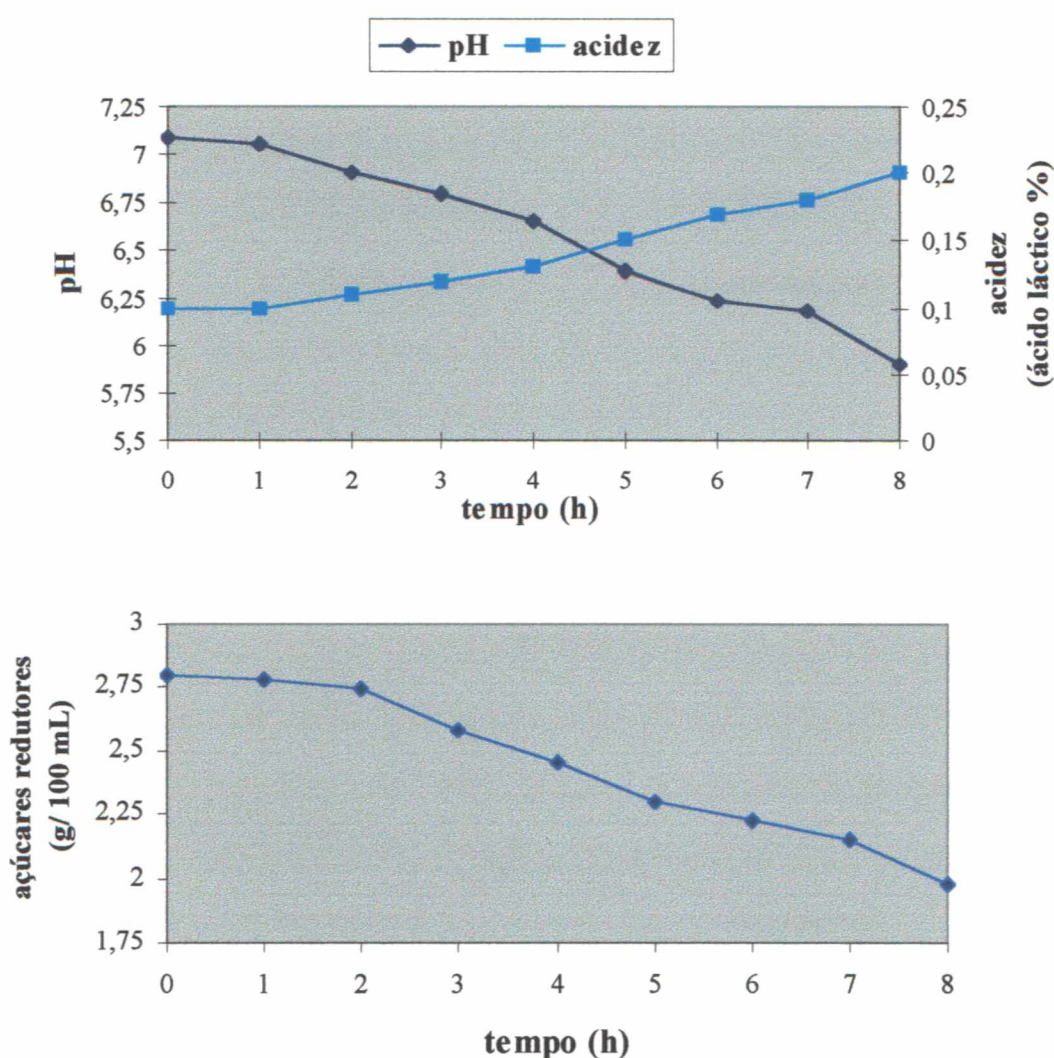 pH acidez
7,25
7
6,75
6,5
6,25
6
5,75
5,5
pH
0,25
0,2
0,15
0,1
0,05
0
acidez
(ácido láctico %)
0 1 2 3 4 5 6 7 8
tempo (h)
3
2,75
2,5
2,25
2
1,75
açúcares redutores
(g/ 100 mL)
0 1 2 3 4 5 6 7 8
tempo (h)